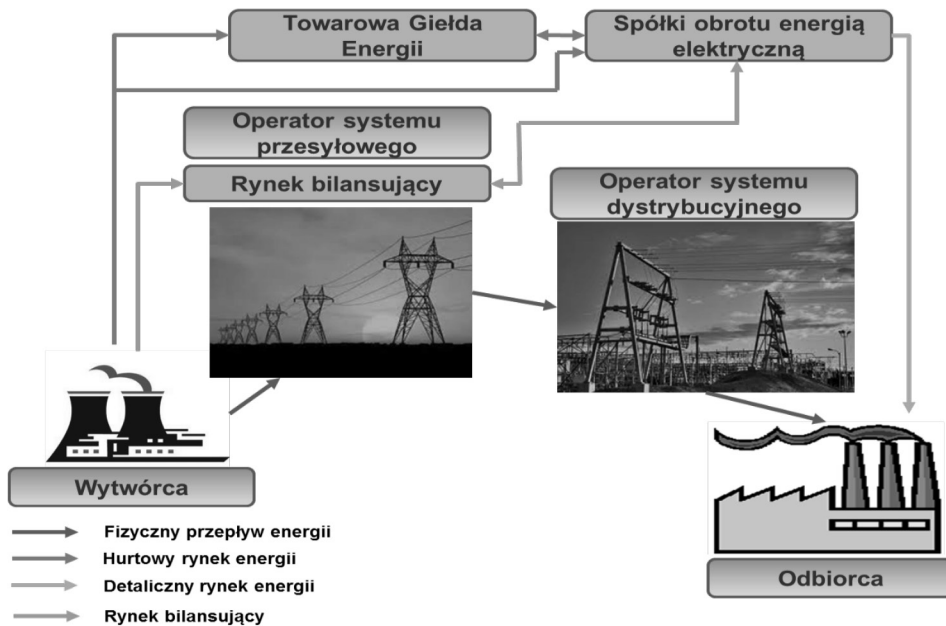 Towarowa Giełda
Energii
Spółki obrotu energią
elektryczną
Operator systemu
przesyłowego
Rynek bilansujący
Operator systemu
dystrybucyjnego
Wytwórca
Odbiorca
Fizyczny przepływ energii
Hurtowy rynek energii
Detaliczny rynek energii
Rynek bilansujący